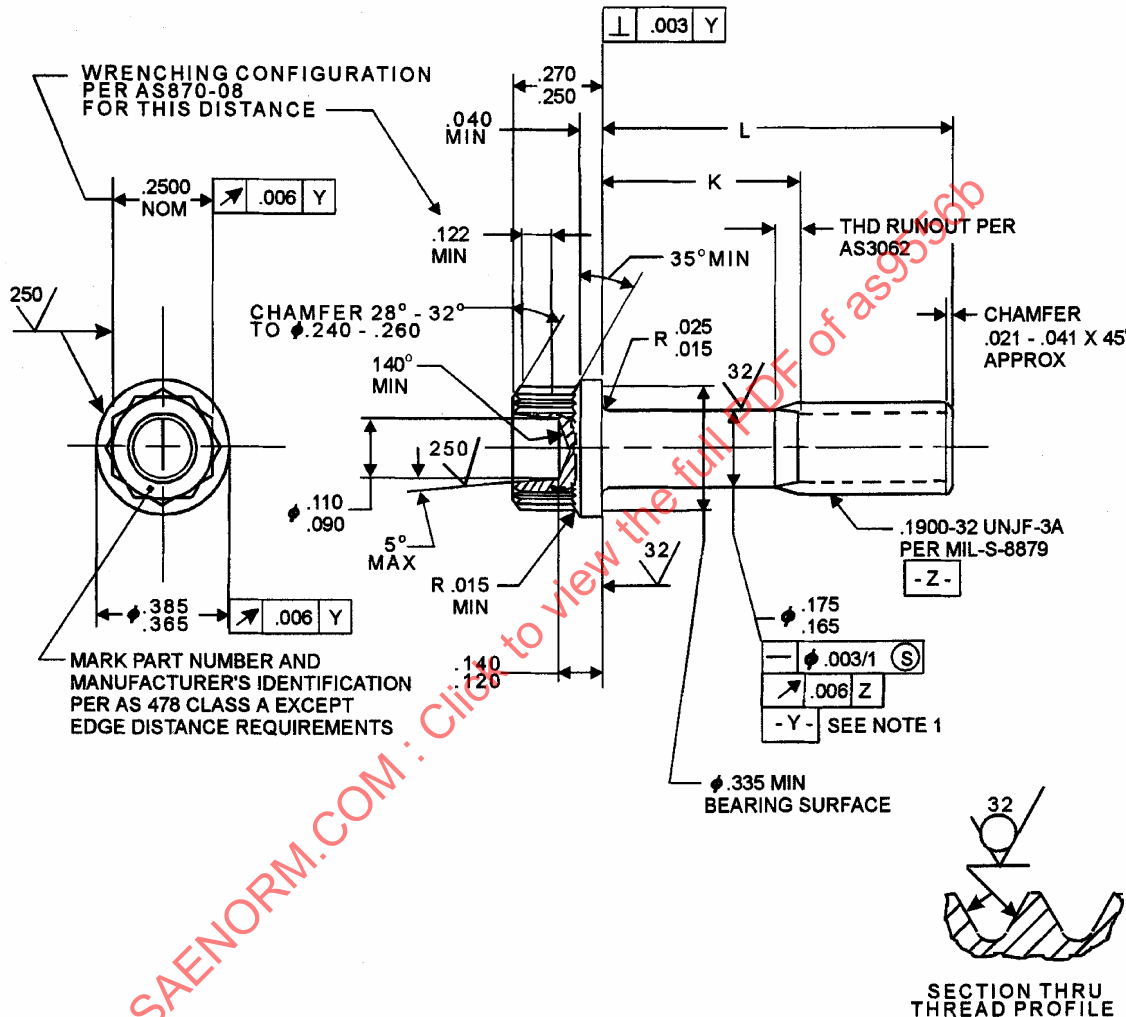 ⊥ .003 Y
WRENCHING CONFIGURATION
PER AS870-08
FOR THIS DISTANCE
.270
.250
.040
MIN
L
K
.2500
NOM
↗ .006 Y
.122
MIN
THD RUNOUT PER
AS3062
35° MIN
250
CHAMFER 28° - 32°
TO ⌀.240 - .260
R .025
.015
CHAMFER
.021 - .041 X 45°
APPROX
140°
MIN
32
250
⌀ .110
.090
5°
MAX
.1900-32 UNJF-3A
PER MIL-S-8879
- Z -
R .015
MIN
32
⌀ .385
.365
↗ .006 Y
⌀ .175
.165
— ⌀ .003/1 Ⓢ
↗ .006 Z
- Y - SEE NOTE 1
.140
.120
MARK PART NUMBER AND
MANUFACTURER'S IDENTIFICATION
PER AS 478 CLASS A EXCEPT
EDGE DISTANCE REQUIREMENTS
⌀ .335 MIN
BEARING SURFACE
32
SECTION THRU
THREAD PROFILE
SAENORM.COM : Click to view the full PDF of as9556b